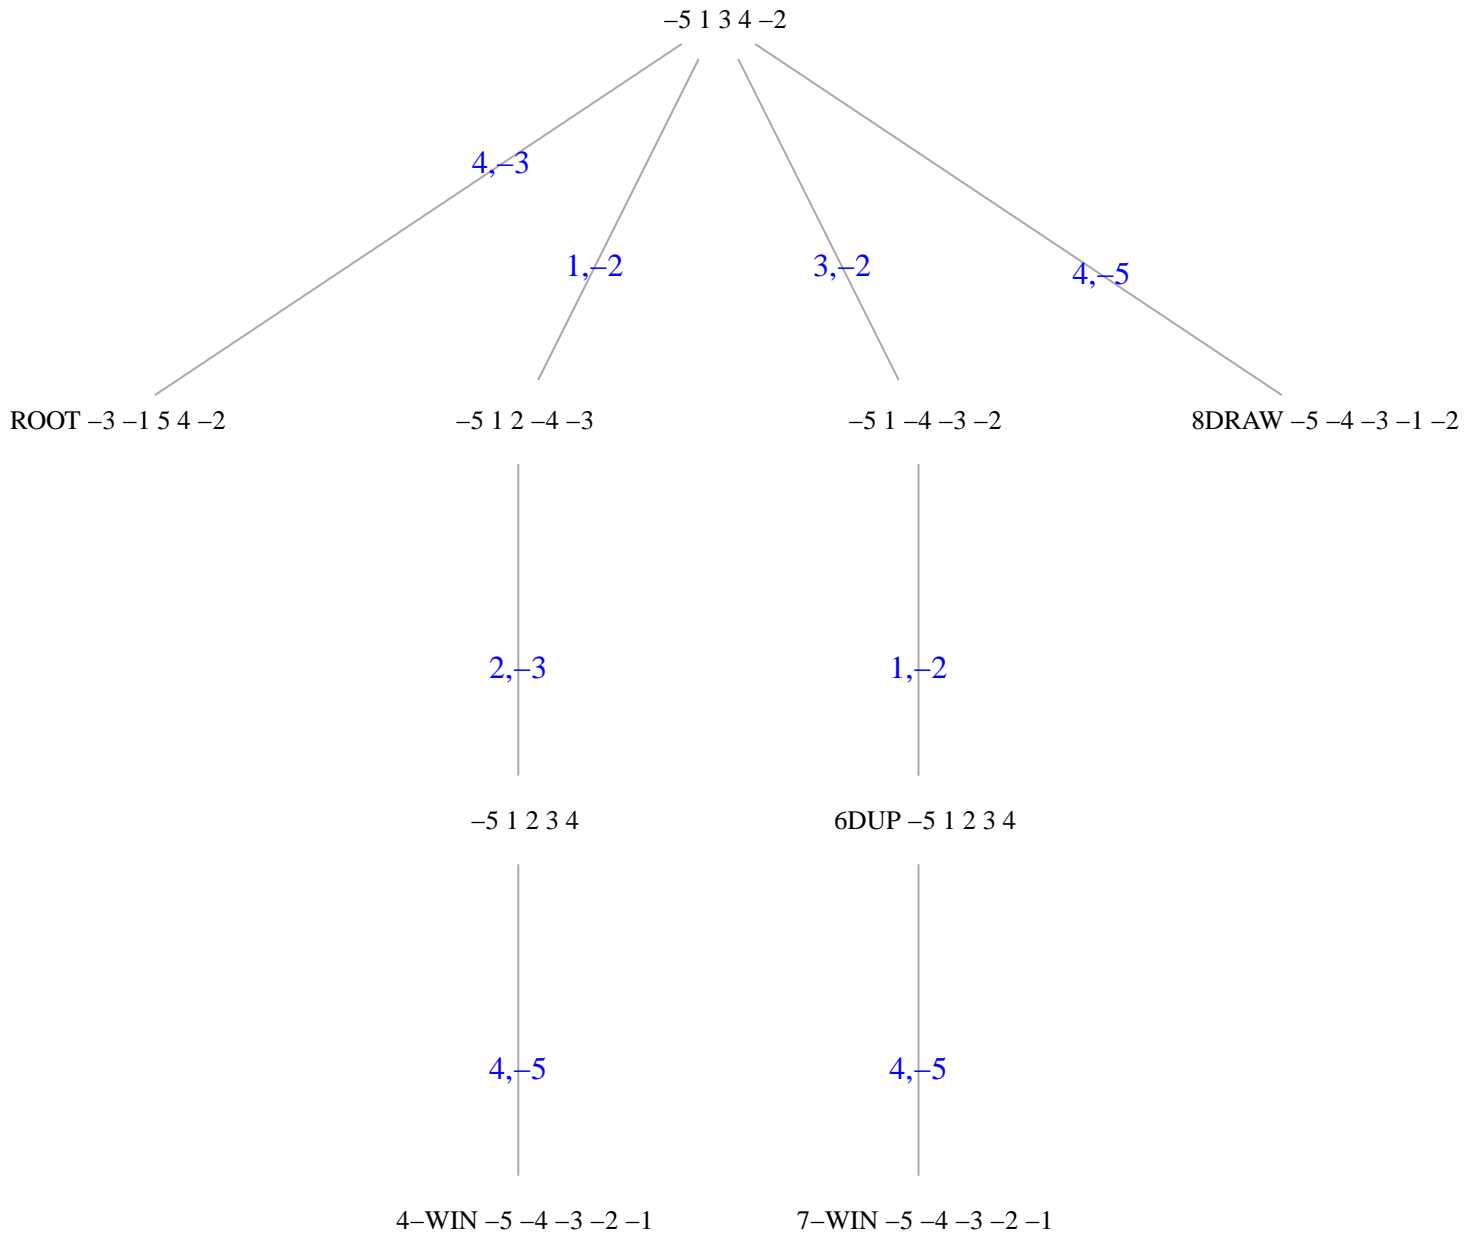 –5 1 3 4 –2
4,–3
1,–2
3,–2
4,–5
ROOT –3 –1 5 4 –2
–5 1 2 –4 –3
–5 1 –4 –3 –2
8DRAW –5 –4 –3 –1 –2
2,–3
1,–2
–5 1 2 3 4
6DUP –5 1 2 3 4
4,–5
4,–5
4–WIN –5 –4 –3 –2 –1
7–WIN –5 –4 –3 –2 –1